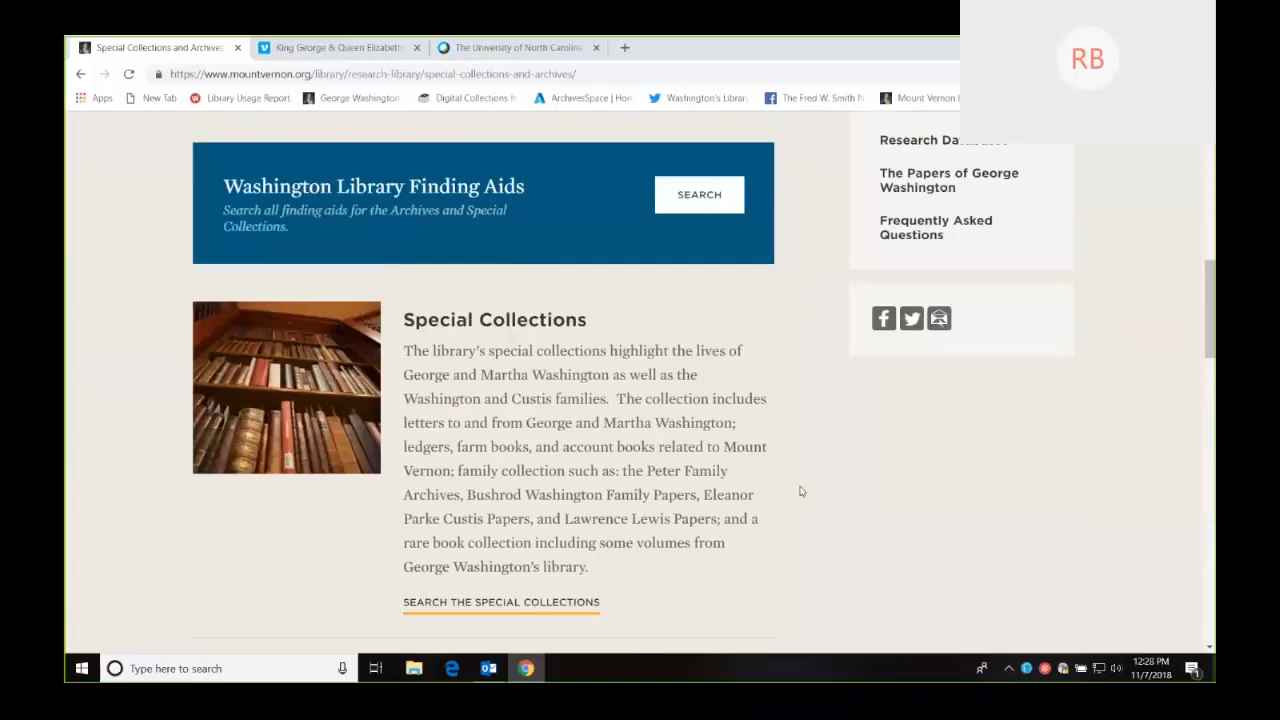 RB
Special Collections and Archives
King George & Queen Elizabeth
The University of North Carolina
https://www.mountvernon.org/library/research-library/special-collections-and-archives/
Apps
New Tab
Library Usage Report
George Washington
Digital Collections fr
ArchivesSpace | Hom
Washington's Library
The Fred W. Smith N
Mount Vernon
Washington Library Finding Aids
Search all finding aids for the Archives and Special
Collections.
SEARCH
Research
The Papers of George
Washington
Frequently Asked
Questions
Special Collections
The library's special collections highlight the lives of
George and Martha Washington as well as the
Washington and Custis families. The collection includes
letters to and from George and Martha Washington;
ledgers, farm books, and account books related to Mount
Vernon; family collection such as: the Peter Family
Archives, Bushrod Washington Family Papers, Eleanor
Parke Custis Papers, and Lawrence Lewis Papers; and a
rare book collection including some volumes from
George Washington's library.
SEARCH THE SPECIAL COLLECTIONS
Type here to search
12:28 PM
11/7/2018
1